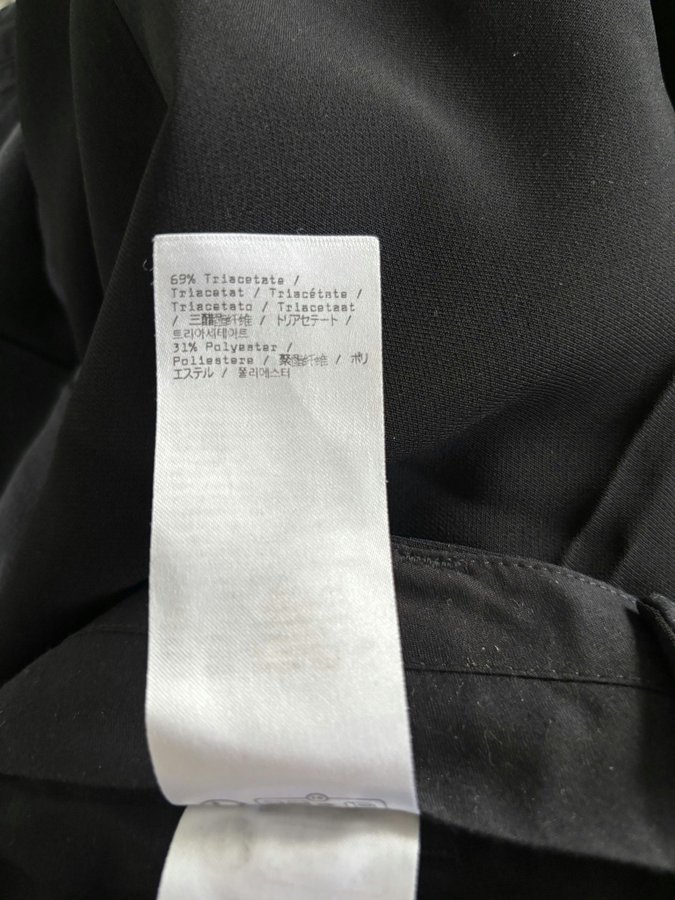 69% Triacetate /
Triacetat / Triacétate /
Triacetato / Triacetaat
/ 三醋酯纤维 / トリアセテート /
트리아세테이트
31% Polyester /
Poliestere / 聚酯纤维 / ポリ
エステル / 폴리에스터